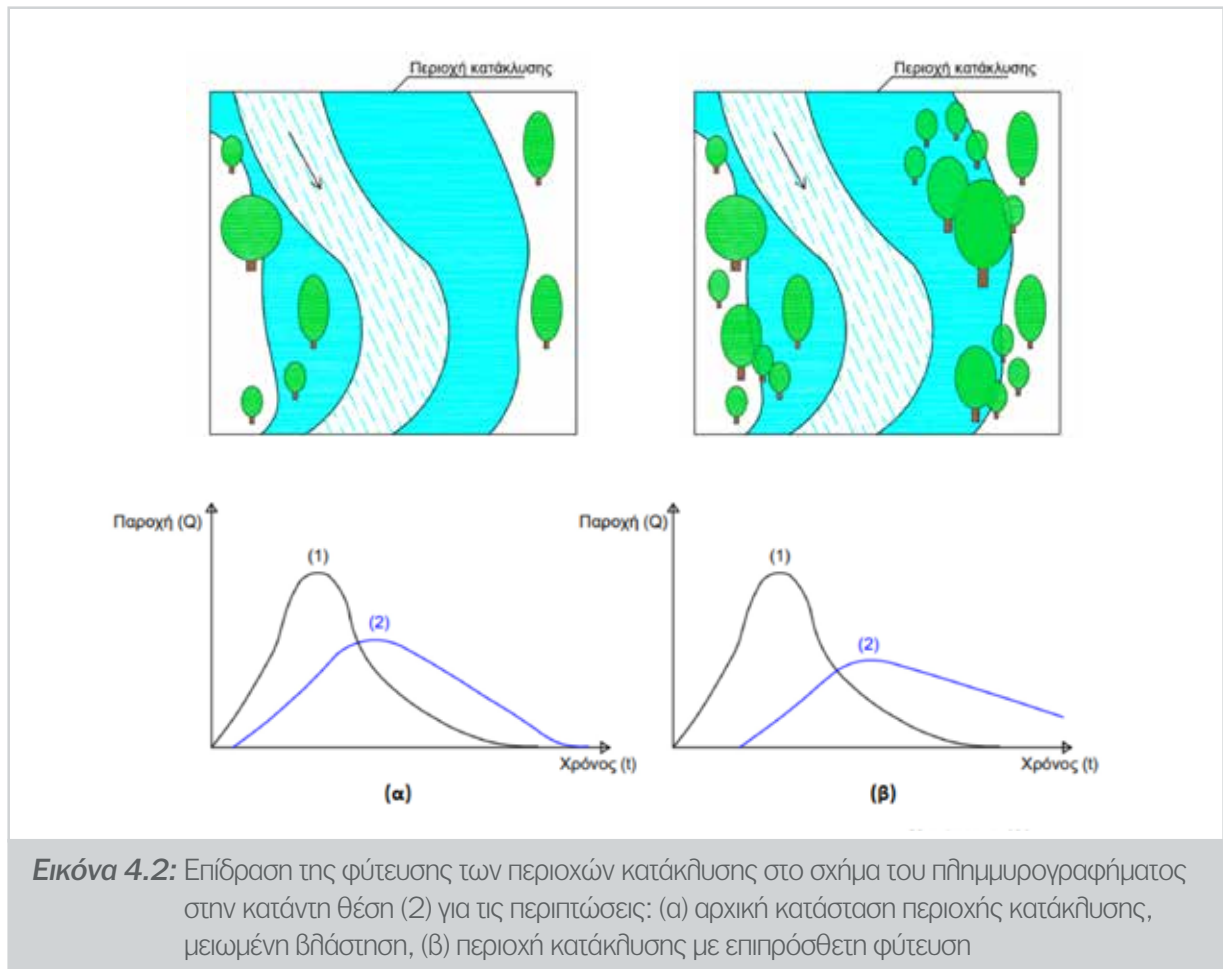 Περιοχή κατάκλυσης
Περιοχή κατάκλυσης
Παροχή (Q)
(1)
(2)
Χρόνος (t)
(α)
Παροχή (Q)
(1)
(2)
Χρόνος (t)
(β)
Εικόνα 4.2: Επίδραση της φύτευσης των περιοχών κατάκλυσης στο σχήμα του πλημμυρογραφήματος
στην κατάντη θέση (2) για τις περιπτώσεις: (α) αρχική κατάσταση περιοχής κατάκλυσης,
μειωμένη βλάστηση, (β) περιοχή κατάκλυσης με επιπρόσθετη φύτευση